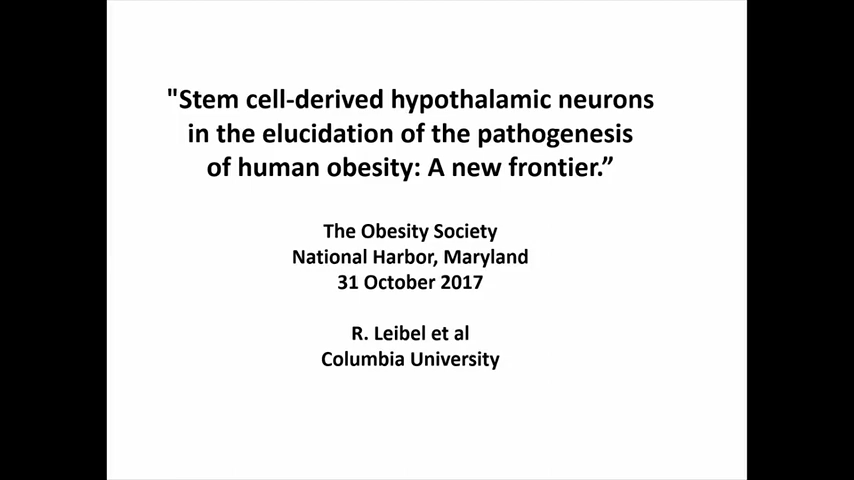 "Stem cell-derived hypothalamic neurons
in the elucidation of the pathogenesis
of human obesity: A new frontier.”
The Obesity Society
National Harbor, Maryland
31 October 2017
R. Leibel et al
Columbia University